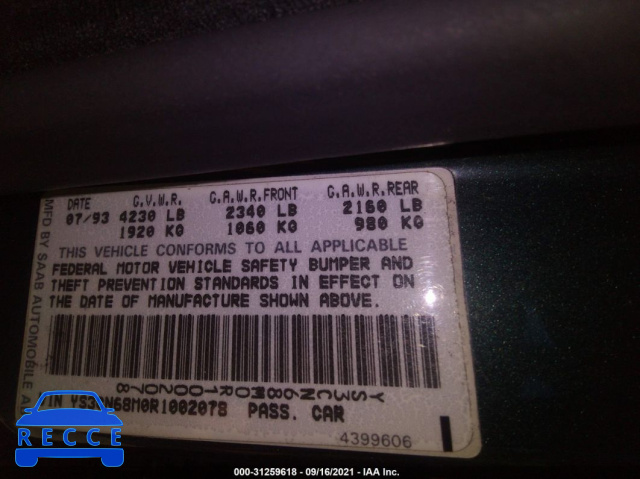 DATE G.V.W.R. G.A.W.R.FRONT G.A.W.R.REAR
07/93 4230 LB 2340 LB 2160 LB
1920 KG 1060 KG 980 KG
THIS VEHICLE CONFORMS TO ALL APPLICABLE
FEDERAL MOTOR VEHICLE SAFETY BUMPER AND
THEFT PREVENTION STANDARDS IN EFFECT ON
THE DATE OF MANUFACTURE SHOWN ABOVE.
MFD BY SAAB AUTOMOBILE
YS3CN68M0R1002078
PASS. CAR
4399606
RECCE
000-31259618 - 09/16/2021 - IAA Inc.